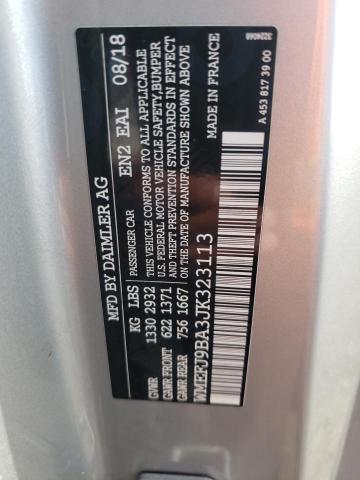 MFD BY DAIMLER AG EN2 EAI 08/18
KG LBS PASSENGER CAR
GVWR 1330 2932 THIS VEHICLE CONFORMS TO ALL APPLICABLE
GAWR FRONT 622 1371 U.S. FEDERAL MOTOR VEHICLE SAFETY,BUMPER
GAWR REAR 756 1667 AND THEFT PREVENTION STANDARDS IN EFFECT
ON THE DATE OF MANUFACTURE SHOWN ABOVE
WMEFJ9BA3JK323113 MADE IN FRANCE
A 453 817 39 00
3224068